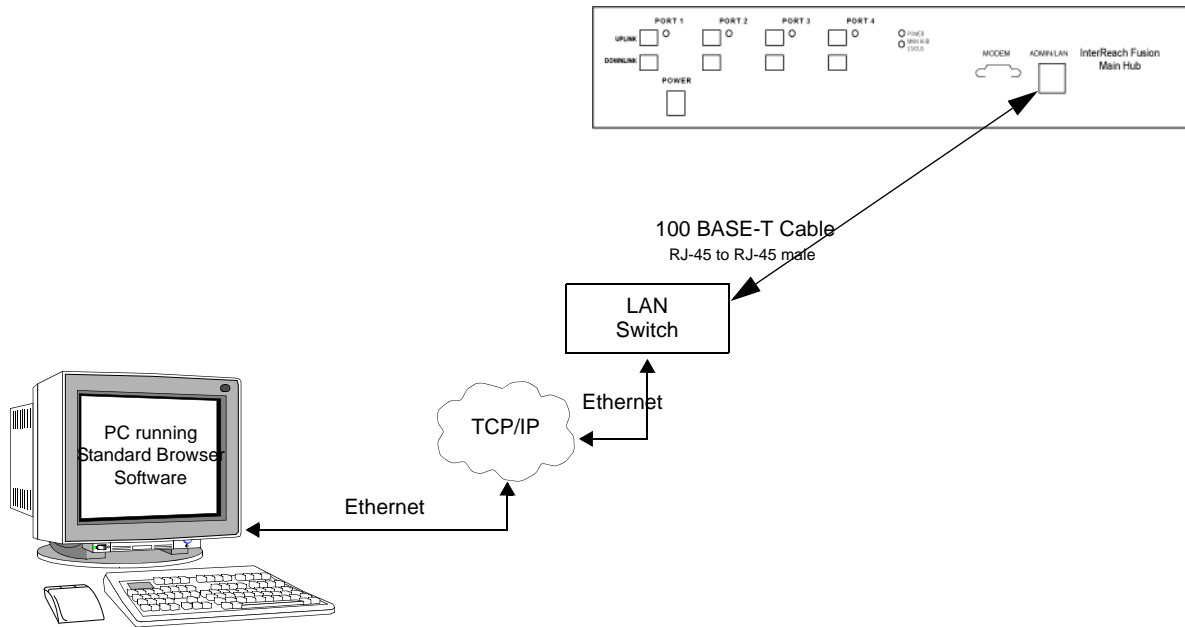 PORT 1 PORT 2 PORT 3 PORT 4
UPLINK
POWER
MAIN HUB
STATUS
DOWNLINK
POWER
MODEM
ADMIN/LAN
InterReach Fusion
Main Hub
100 BASE-T Cable
RJ-45 to RJ-45 male
LAN
Switch
Ethernet
TCP/IP
PC running
Standard Browser
Software
Ethernet